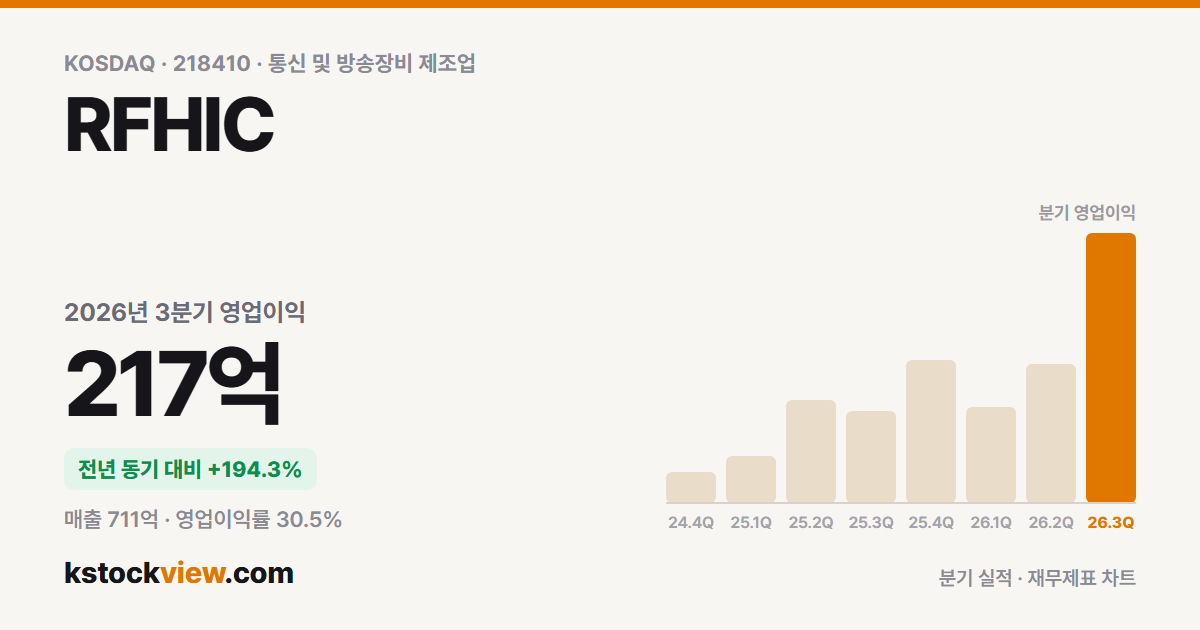 KOSDAQ · 218410 · 통신 및 방송장비 제조업
RFHIC
2026년 3분기 영업이익
217억
전년 동기 대비 +194.3%
매출 711억 · 영업이익률 30.5%
kstockview.com
분기 영업이익
24.4Q 25.1Q 25.2Q 25.3Q 25.4Q 26.1Q 26.2Q 26.3Q
분기 실적 · 재무제표 차트